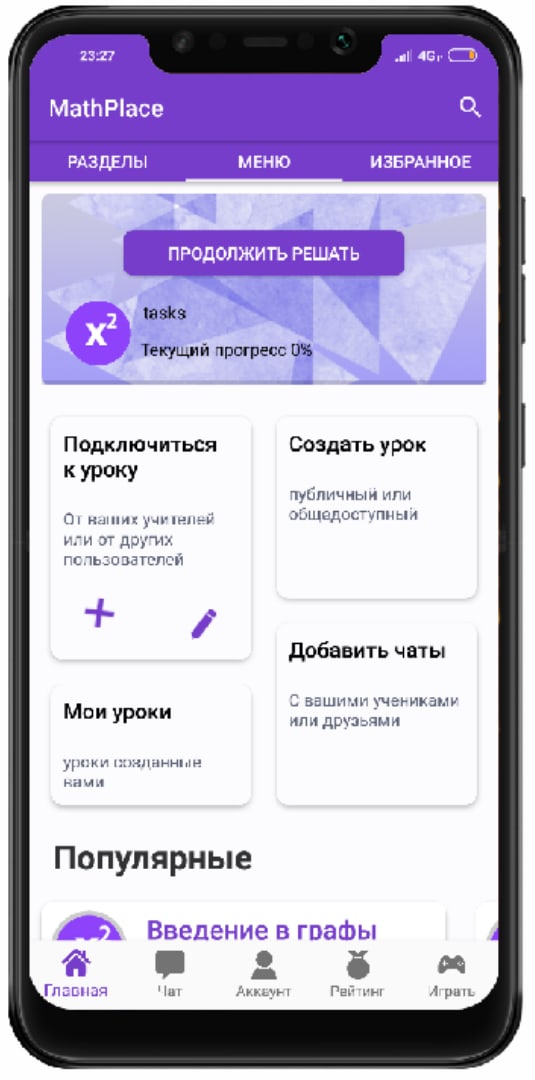 23:27
4G
MathPlace
РАЗДЕЛЫ
МЕНЮ
ИЗБРАННОЕ
ПРОДОЛЖИТЬ РЕШАТЬ
x²
tasks
Текущий прогресс 0%
Подключиться
к уроку
От ваших учителей
или от других
пользователей
Создать урок
публичный или
общедоступный
Добавить чаты
С вашими учениками
или друзьями
Мои уроки
уроки созданные
вами
Популярные
x²
Введение в графы
Главная
Чат
Аккаунт
Рейтинг
Играть